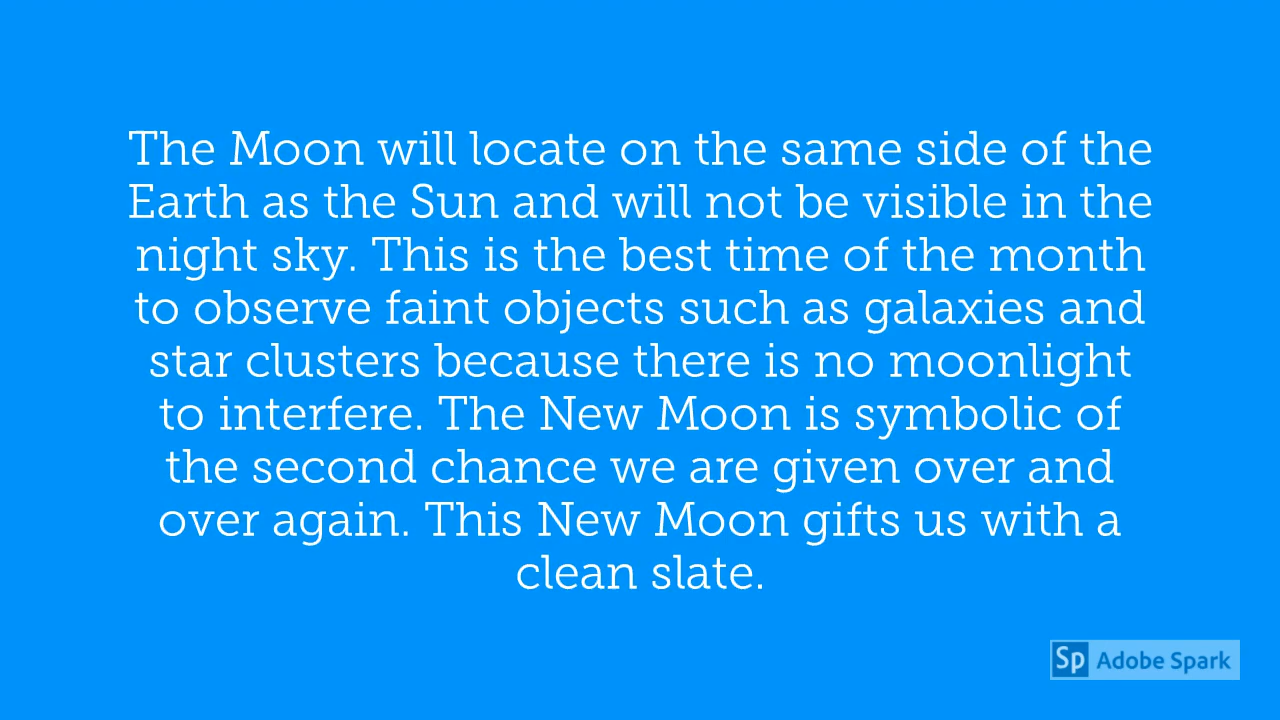 The Moon will locate on the same side of the
Earth as the Sun and will not be visible in the
night sky. This is the best time of the month
to observe faint objects such as galaxies and
star clusters because there is no moonlight
to interfere. The New Moon is symbolic of
the second chance we are given over and
over again. This New Moon gifts us with a
clean slate.
Sp Adobe Spark